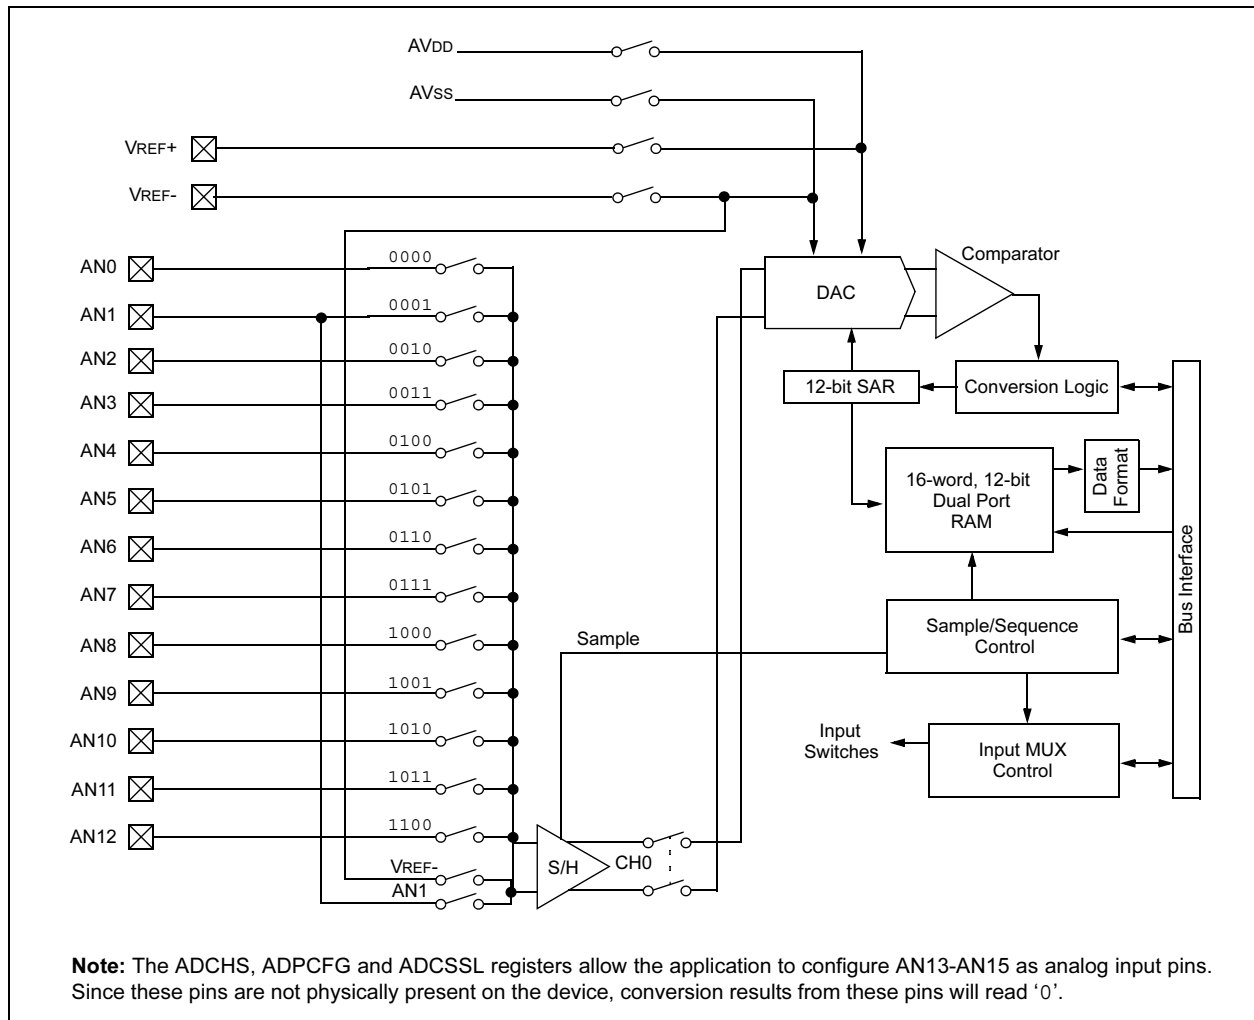 AVDD
AVSS
VREF+
VREF-
AN0
0000
AN1
0001
AN2
0010
AN3
0011
AN4
0100
AN5
0101
AN6
0110
AN7
0111
AN8
1000
AN9
1001
AN10
1010
AN11
1011
AN12
1100
VREF-
AN1
S/H
CH0
Sample
DAC
Comparator
12-bit SAR
Conversion Logic
16-word, 12-bit
Dual Port
RAM
Data
Format
Bus Interface
Sample/Sequence
Control
Input
Switches
Input MUX
Control
Note: The ADCHS, ADPCFG and ADCSSL registers allow the application to configure AN13-AN15 as analog input pins.
Since these pins are not physically present on the device, conversion results from these pins will read ‘0’.